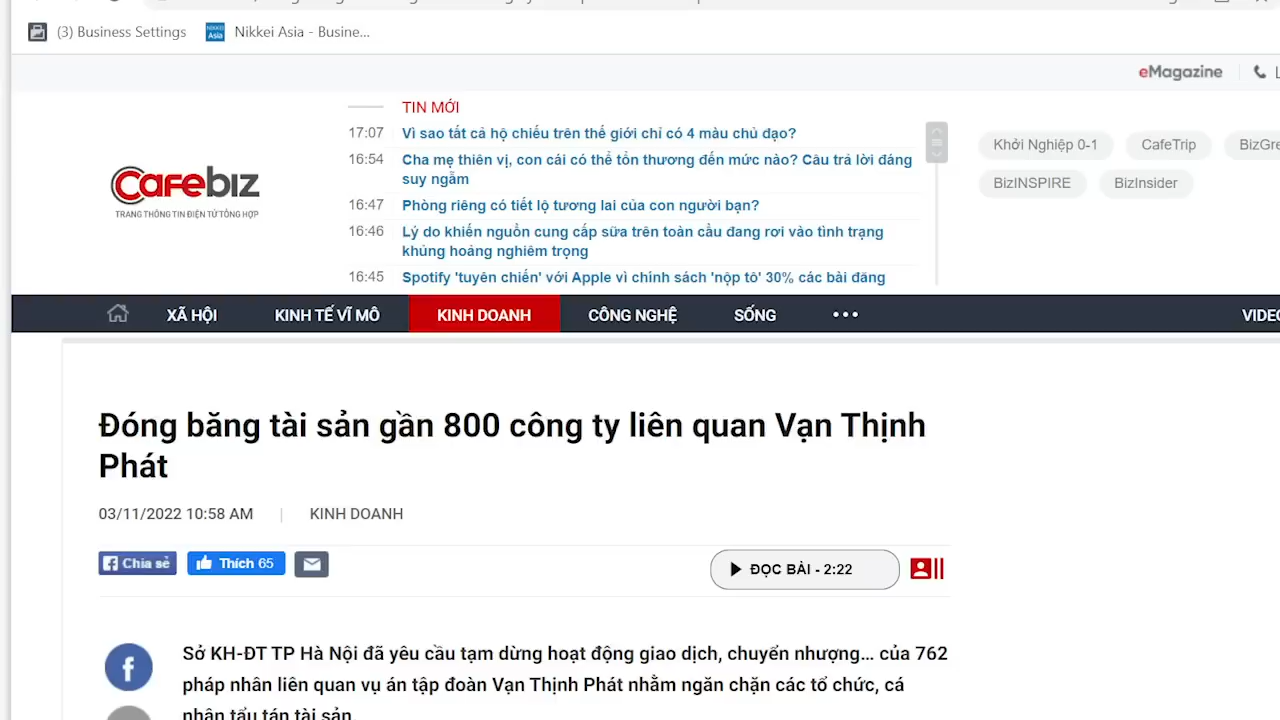 (3) Business Settings
Nikkei Asia - Busine...
eMagazine
TIN MỚI
17:07 Vì sao tất cả hộ chiếu trên thế giới chỉ có 4 màu chủ đạo?
16:54 Cha mẹ thiên vị, con cái có thể tổn thương đến mức nào? Câu trả lời đáng
suy ngẫm
16:47 Phòng riêng có tiết lộ tương lai của con người bạn?
16:46 Lý do khiến nguồn cung cấp sữa trên toàn cầu đang rơi vào tình trạng
khủng hoảng nghiêm trọng
16:45 Spotify 'tuyên chiến' với Apple vì chính sách 'nộp tô' 30% các bài đăng
Cafebiz
TRANG THÔNG TIN ĐIỆN TỬ TỔNG HỢP
Khởi Nghiệp 0-1
CafeTrip
BizGre
BizINSPIRE
BizInsider
XÃ HỘI
KINH TẾ VĨ MÔ
KINH DOANH
CÔNG NGHỆ
SỐNG
VIDEO
Đóng băng tài sản gần 800 công ty liên quan Vạn Thịnh
Phát
03/11/2022 10:58 AM | KINH DOANH
Chia sẻ
Thích 65
ĐỌC BÀI - 2:22
Sở KH-ĐT TP Hà Nội đã yêu cầu tạm dừng hoạt động giao dịch, chuyển nhượng... của 762
pháp nhân liên quan vụ án tập đoàn Vạn Thịnh Phát nhằm ngăn chặn các tổ chức, cá
nhân tẩu tán tài sản.